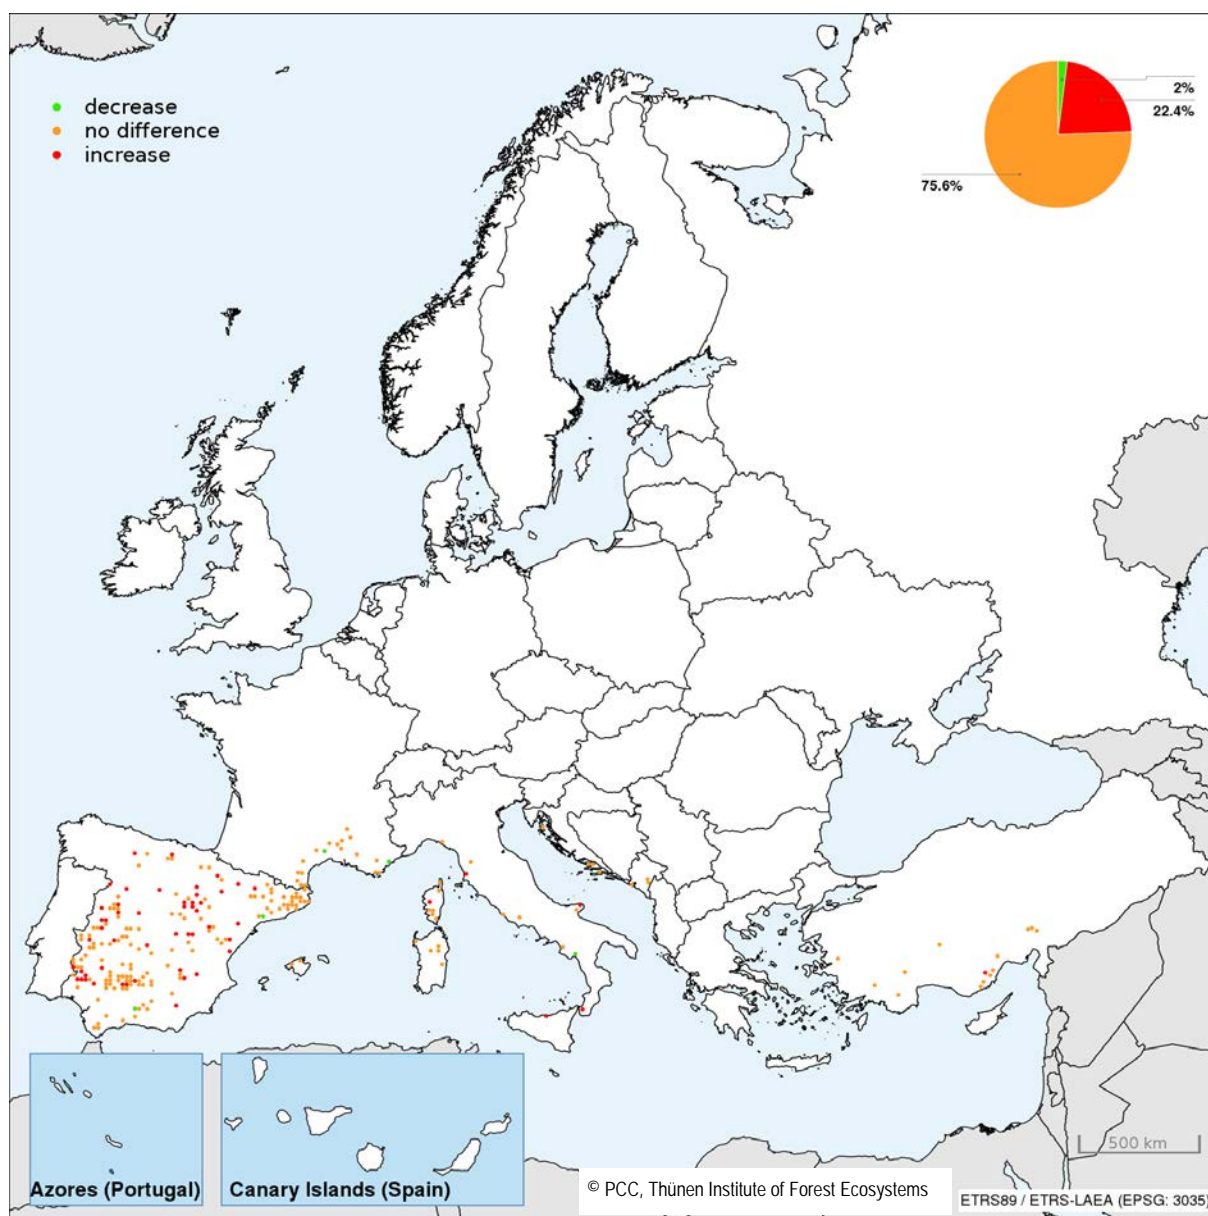 decrease
no difference
increase
2%
22.4%
75.6%
500 km
Azores (Portugal)
Canary Islands (Spain)
© PCC, Thünen Institute of Forest Ecosystems
ETRS89 / ETRS-LAEA (EPSG: 3035)